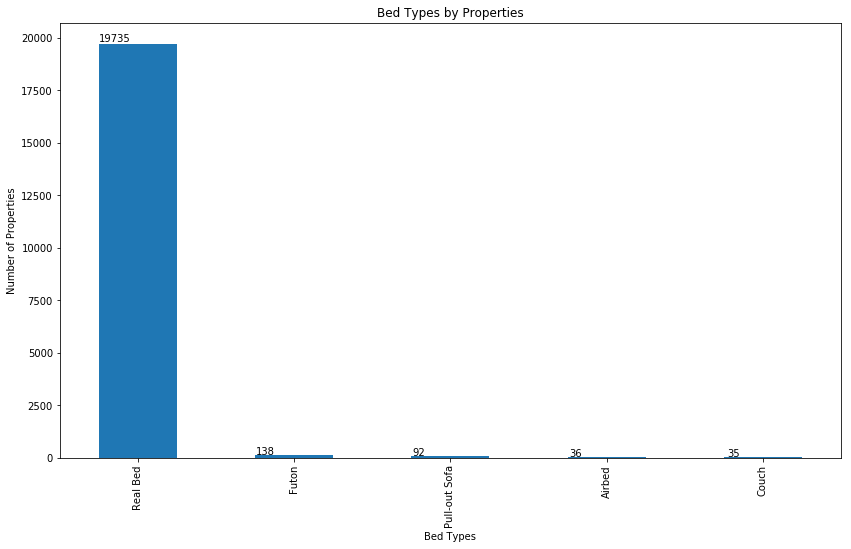 Bed Types by Properties
Number of Properties
20000
17500
15000
12500
10000
7500
5000
2500
0
19735
138
92
36
35
Real Bed
Futon
Pull-out Sofa
Airbed
Couch
Bed Types